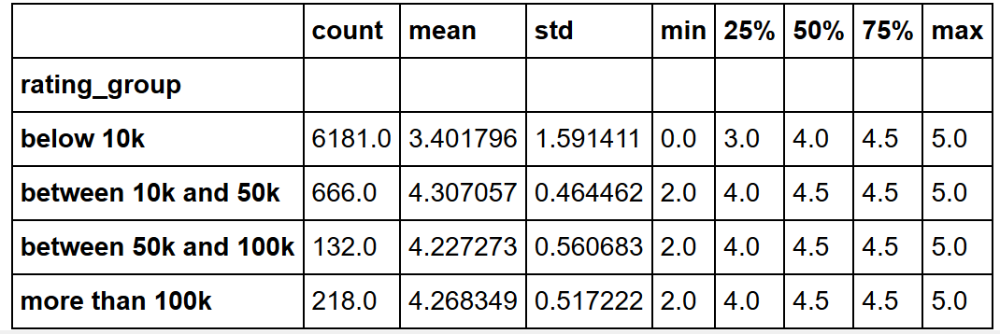 count mean std min 25% 50% 75% max
rating_group
below 10k 6181.0 3.401796 1.591411 0.0 3.0 4.0 4.5 5.0
between 10k and 50k 666.0 4.307057 0.464462 2.0 4.0 4.5 4.5 5.0
between 50k and 100k 132.0 4.227273 0.560683 2.0 4.0 4.5 4.5 5.0
more than 100k 218.0 4.268349 0.517222 2.0 4.0 4.5 4.5 5.0